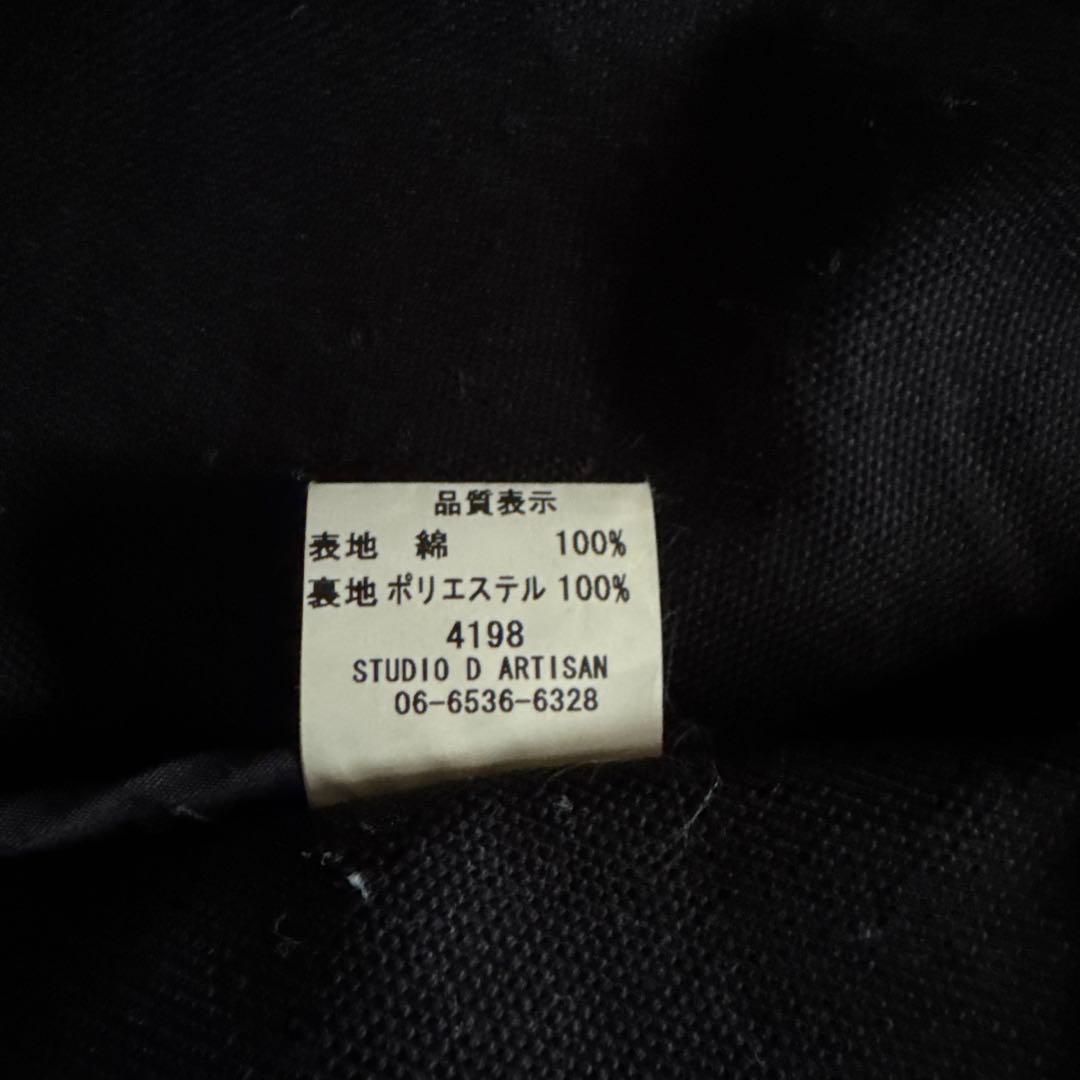 品質表示
表地 綿 100%
裏地 ポリエステル 100%
4198
STUDIO D ARTISAN
06-6536-6328